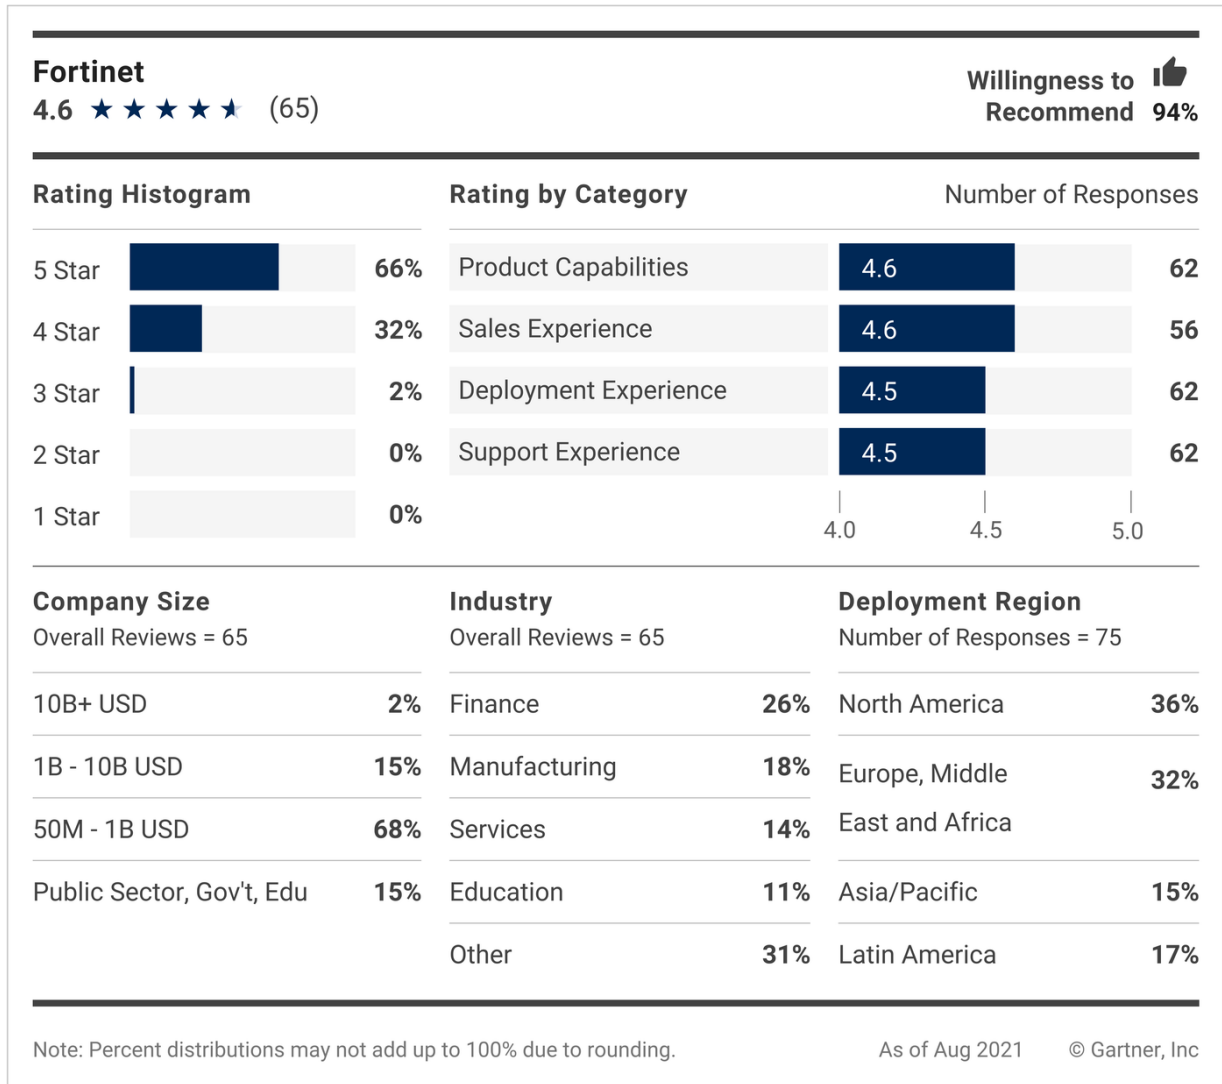 Fortinet
4.6 ★ ★ ★ ★ ★ (65)
Willingness to
Recommend 94%
Rating Histogram
5 Star 66%
4 Star 32%
3 Star 2%
2 Star 0%
1 Star 0%
Rating by Category Number of Responses
Product Capabilities 4.6 62
Sales Experience 4.6 56
Deployment Experience 4.5 62
Support Experience 4.5 62
4.0 4.5 5.0
Company Size
Overall Reviews = 65
10B+ USD 2%
1B - 10B USD 15%
50M - 1B USD 68%
Public Sector, Gov't, Edu 15%
Industry
Overall Reviews = 65
Finance 26%
Manufacturing 18%
Services 14%
Education 11%
Other 31%
Deployment Region
Number of Responses = 75
North America 36%
Europe, Middle 32%
East and Africa
Asia/Pacific 15%
Latin America 17%
Note: Percent distributions may not add up to 100% due to rounding. As of Aug 2021 © Gartner, Inc